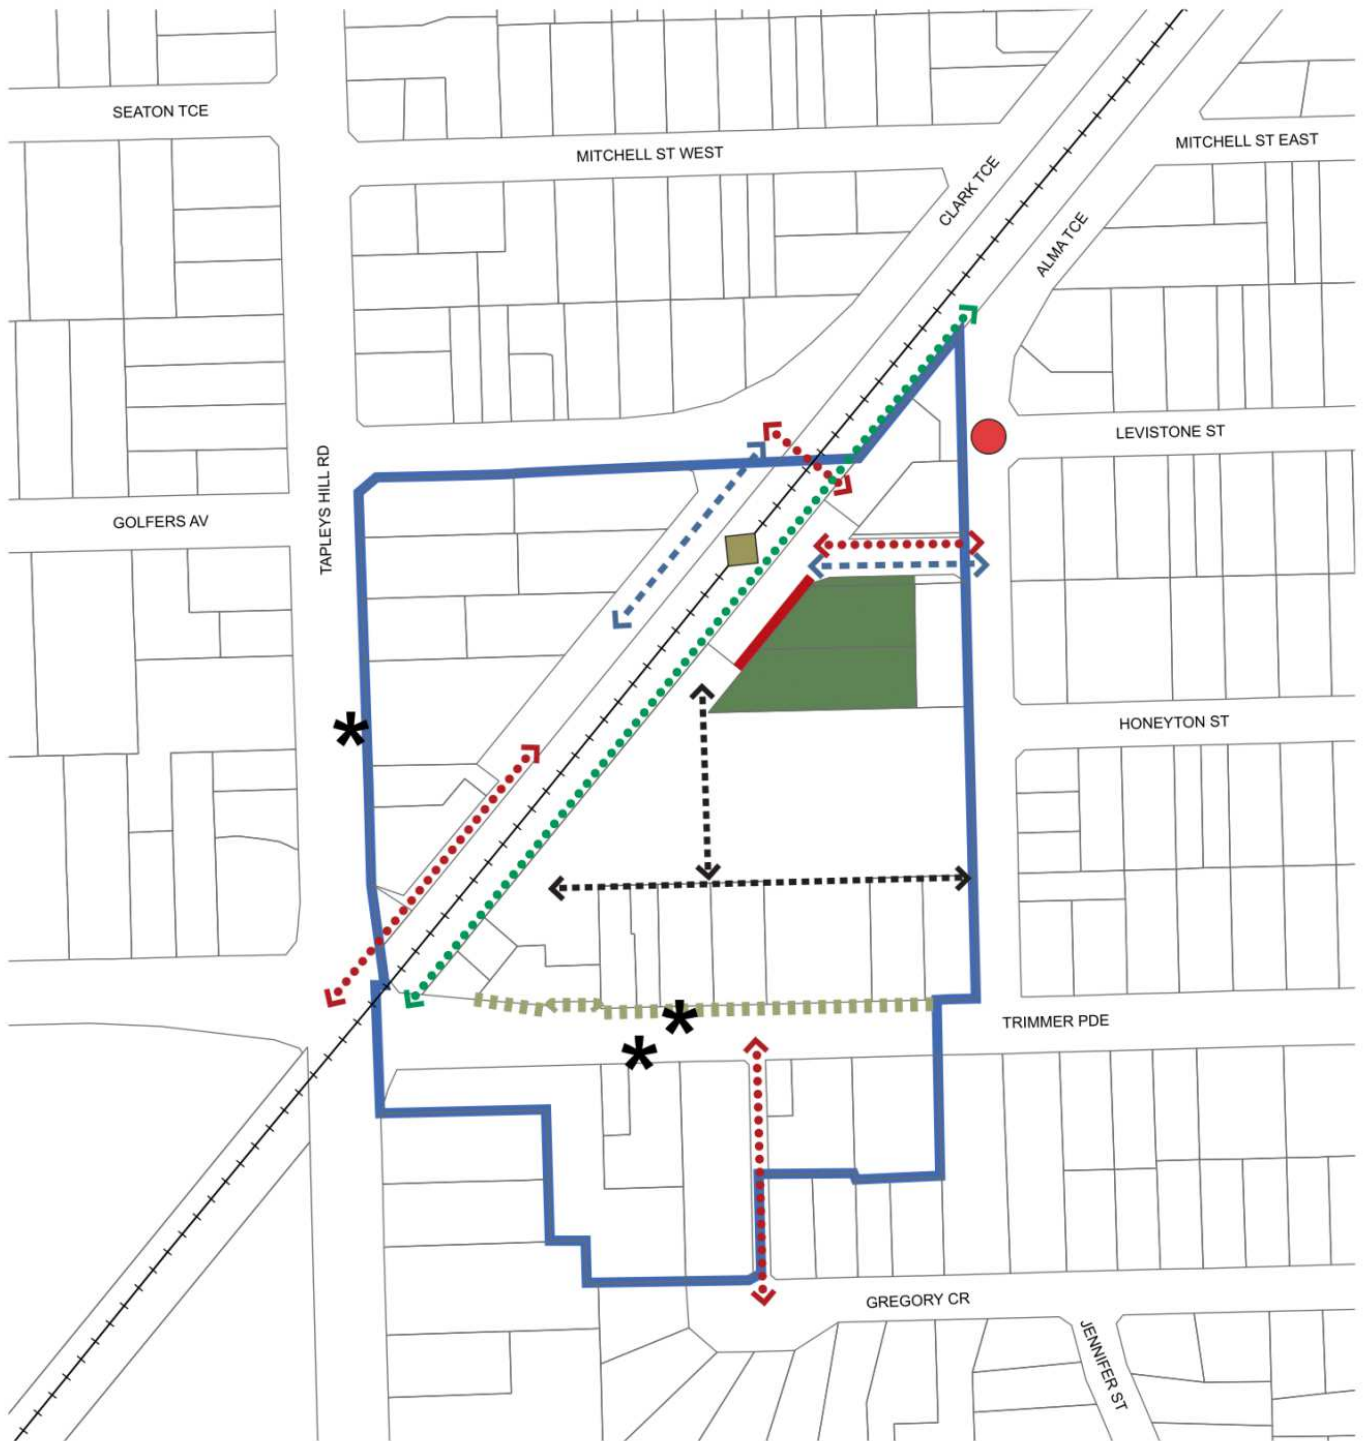 SEATON TCE
MITCHELL ST WEST
MITCHELL ST EAST
CLARK TCE
ALMA TCE
LEVISTONE ST
TAPLEYS HILL RD
GOLFERS AV
HONEYTON ST
TRIMMER PDE
GREGORY CR
JENNIFER ST